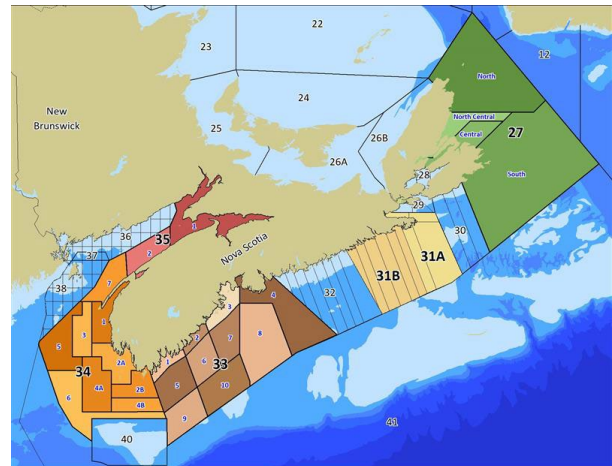 22
23
12
North
24
New
Brunswick
25
26B
North Central
27
Central
26A
28
South
29
1
36
35
30
2
Nova Scotia
31A
37
31B
7
38
32
3
4
1
2
7
8
3
5
2A
1
6
33
34
4A
2B
5
10
6
4B
9
41
40